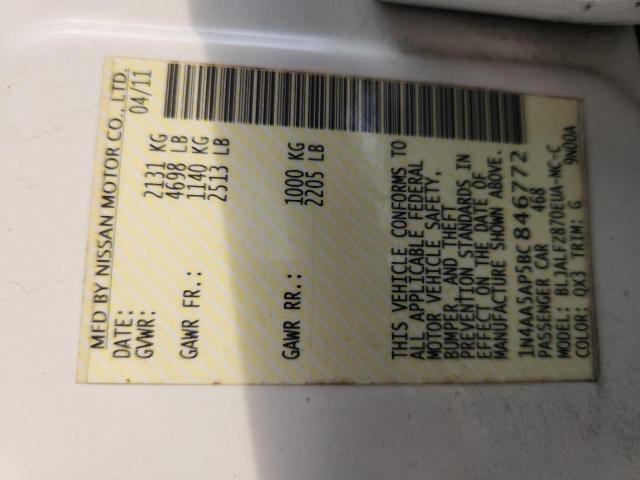 MFD BY NISSAN MOTOR CO., LTD.
DATE: 04/11
GVWR: 2131 KG
4698 LB
GAWR FR.: 1140 KG
2513 LB
GAWR RR.: 1000 KG
2205 LB
THIS VEHICLE CONFORMS TO
ALL APPLICABLE FEDERAL
MOTOR VEHICLE SAFETY,
BUMPER, AND THEFT
PREVENTION STANDARDS IN
EFFECT ON THE DATE OF
MANUFACTURE SHOWN ABOVE.
1N4AA5AP5BC846772
PASSENGER CAR 468
MODEL: BLJALFZ870EUA-MC-C
COLOR: QX3 TRIM: G 9N00A